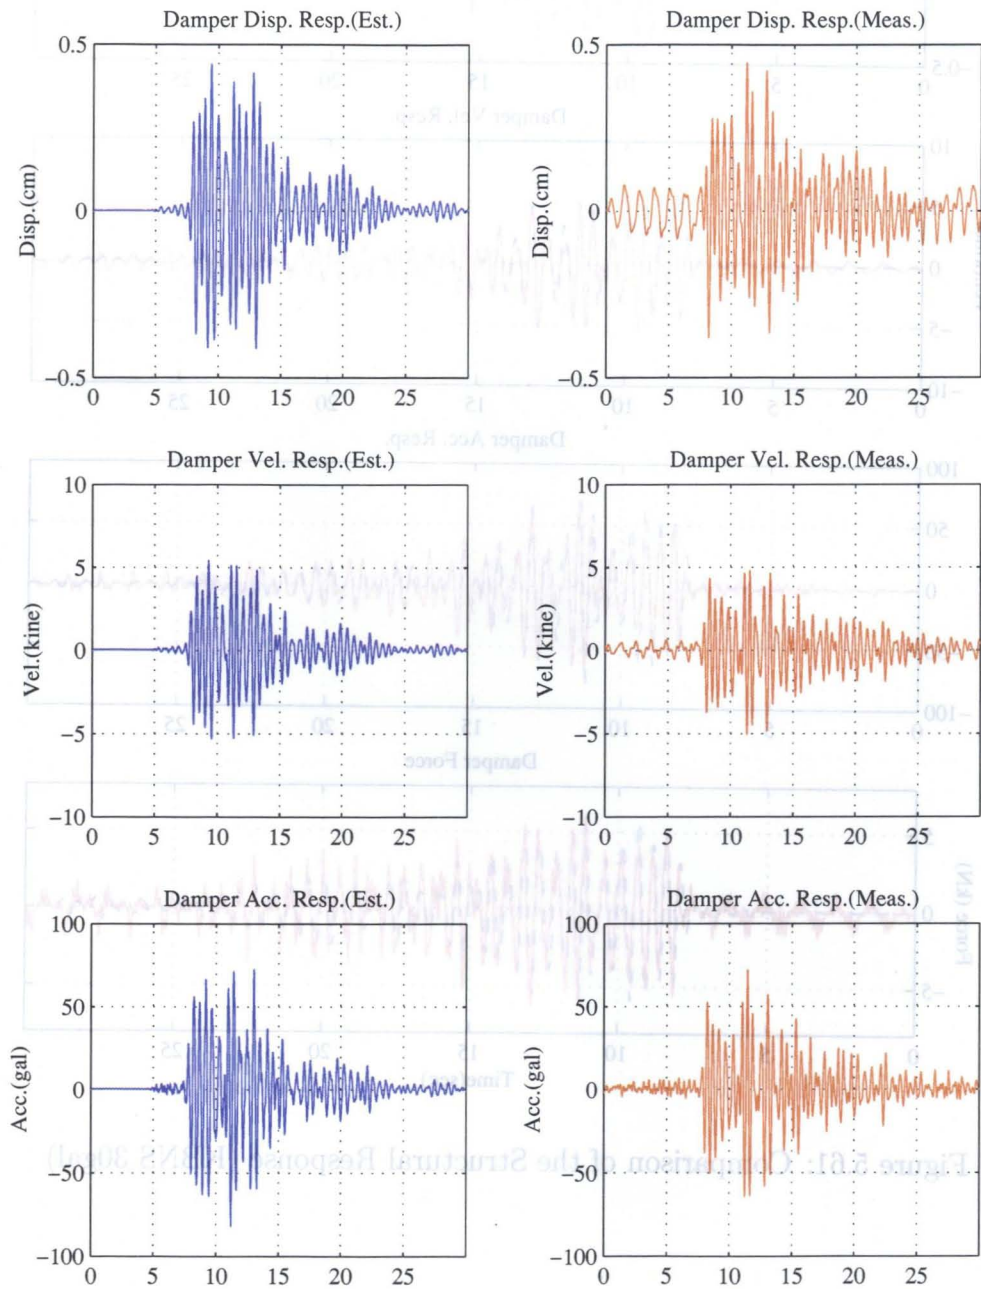 Damper Disp. Resp.(Est.)
0.5
0
−0.5
Disp.(cm)
0 5 10 15 20 25
Damper Disp. Resp.(Meas.)
0.5
0
−0.5
Disp.(cm)
0 5 10 15 20 25
Damper Vel. Resp.(Est.)
10
5
0
−5
−10
Vel.(kine)
0 5 10 15 20 25
Damper Vel. Resp.(Meas.)
10
5
0
−5
−10
Vel.(kine)
0 5 10 15 20 25
Damper Acc. Resp.(Est.)
100
50
0
−50
−100
Acc.(gal)
0 5 10 15 20 25
Damper Acc. Resp.(Meas.)
100
50
0
−50
−100
Acc.(gal)
0 5 10 15 20 25